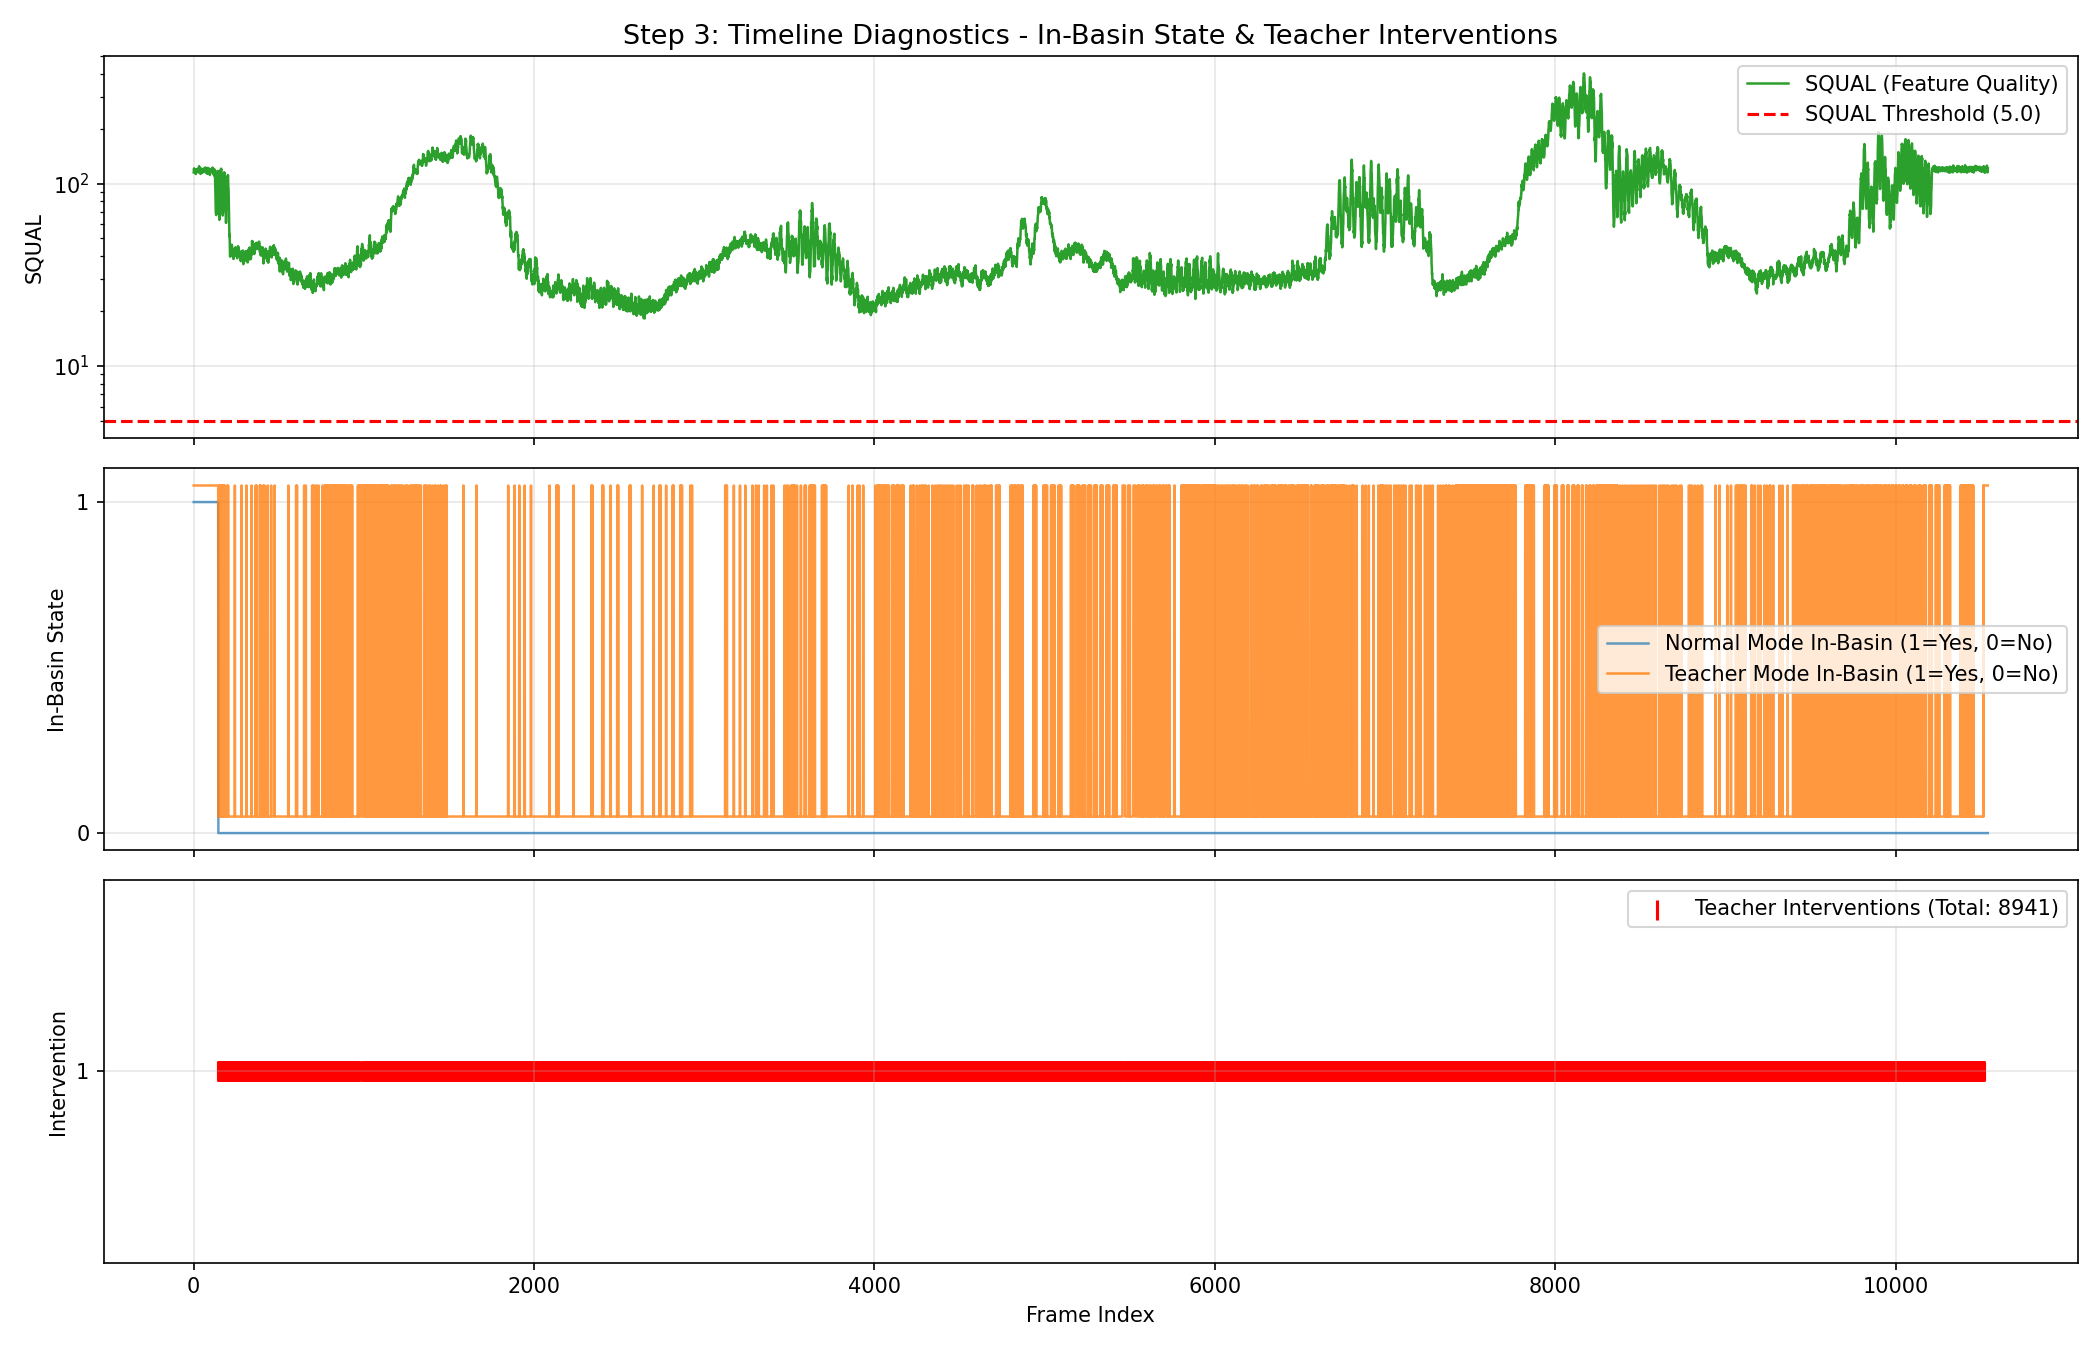 Step 3: Timeline Diagnostics - In-Basin State & Teacher Interventions
SQUAL
10²
10¹
SQUAL (Feature Quality)
SQUAL Threshold (5.0)
In-Basin State
1
0
Normal Mode In-Basin (1=Yes, 0=No)
Teacher Mode In-Basin (1=Yes, 0=No)
Intervention
1
Teacher Interventions (Total: 8941)
0 2000 4000 6000 8000 10000
Frame Index